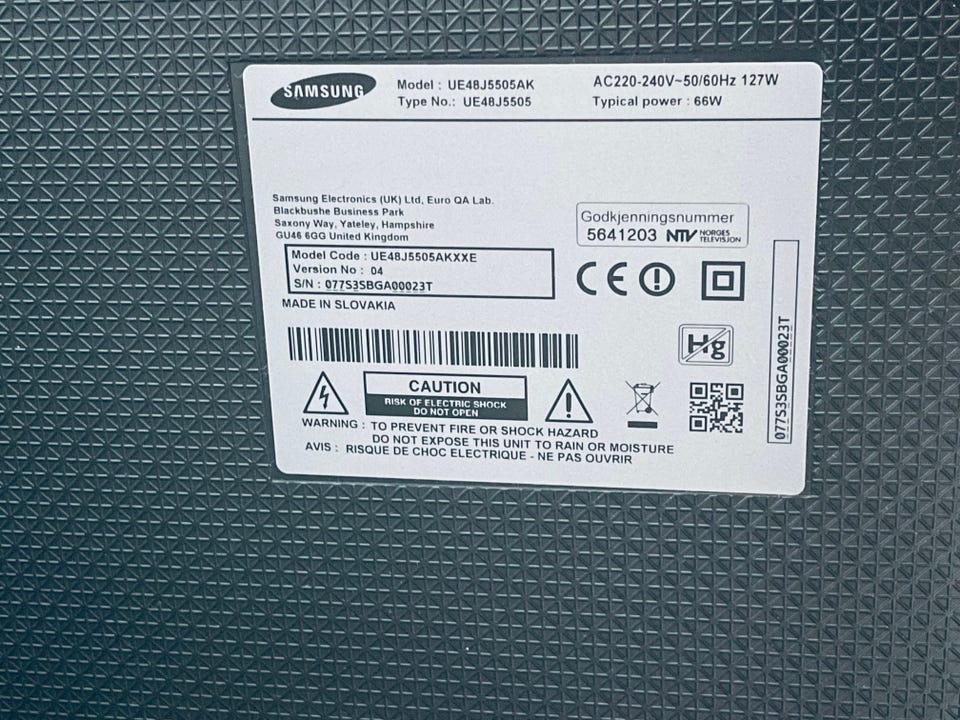 SAMSUNG
Model : UE48J5505AK
Type No.: UE48J5505
AC220-240V~50/60Hz 127W
Typical power : 66W
Samsung Electronics (UK) Ltd, Euro QA Lab.
Blackbushe Business Park
Saxony Way, Yateley, Hampshire
GU46 6GG United Kingdom
Godkjenningsnummer
5641203 NTV NORGES
TELEVISJON
Model Code : UE48J5505AKXXE
Version No : 04
S/N : 077S3SBGA00023T
MADE IN SLOVAKIA
CE
Hg
CAUTION
RISK OF ELECTRIC SHOCK
DO NOT OPEN
WARNING : TO PREVENT FIRE OR SHOCK HAZARD
DO NOT EXPOSE THIS UNIT TO RAIN OR MOISTURE
AVIS : RISQUE DE CHOC ELECTRIQUE - NE PAS OUVRIR
077S3SBGA00023T